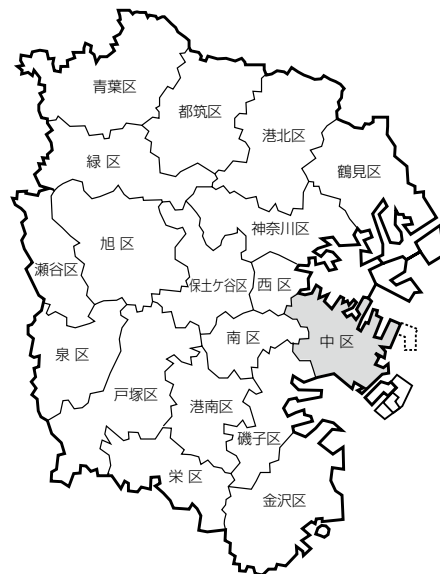 青葉区
都筑区
港北区
緑 区
鶴見区
神奈川区
旭 区
瀬谷区
保土ケ谷区
西 区
泉 区
南 区
中 区
戸塚区
港南区
磯子区
栄 区
金沢区